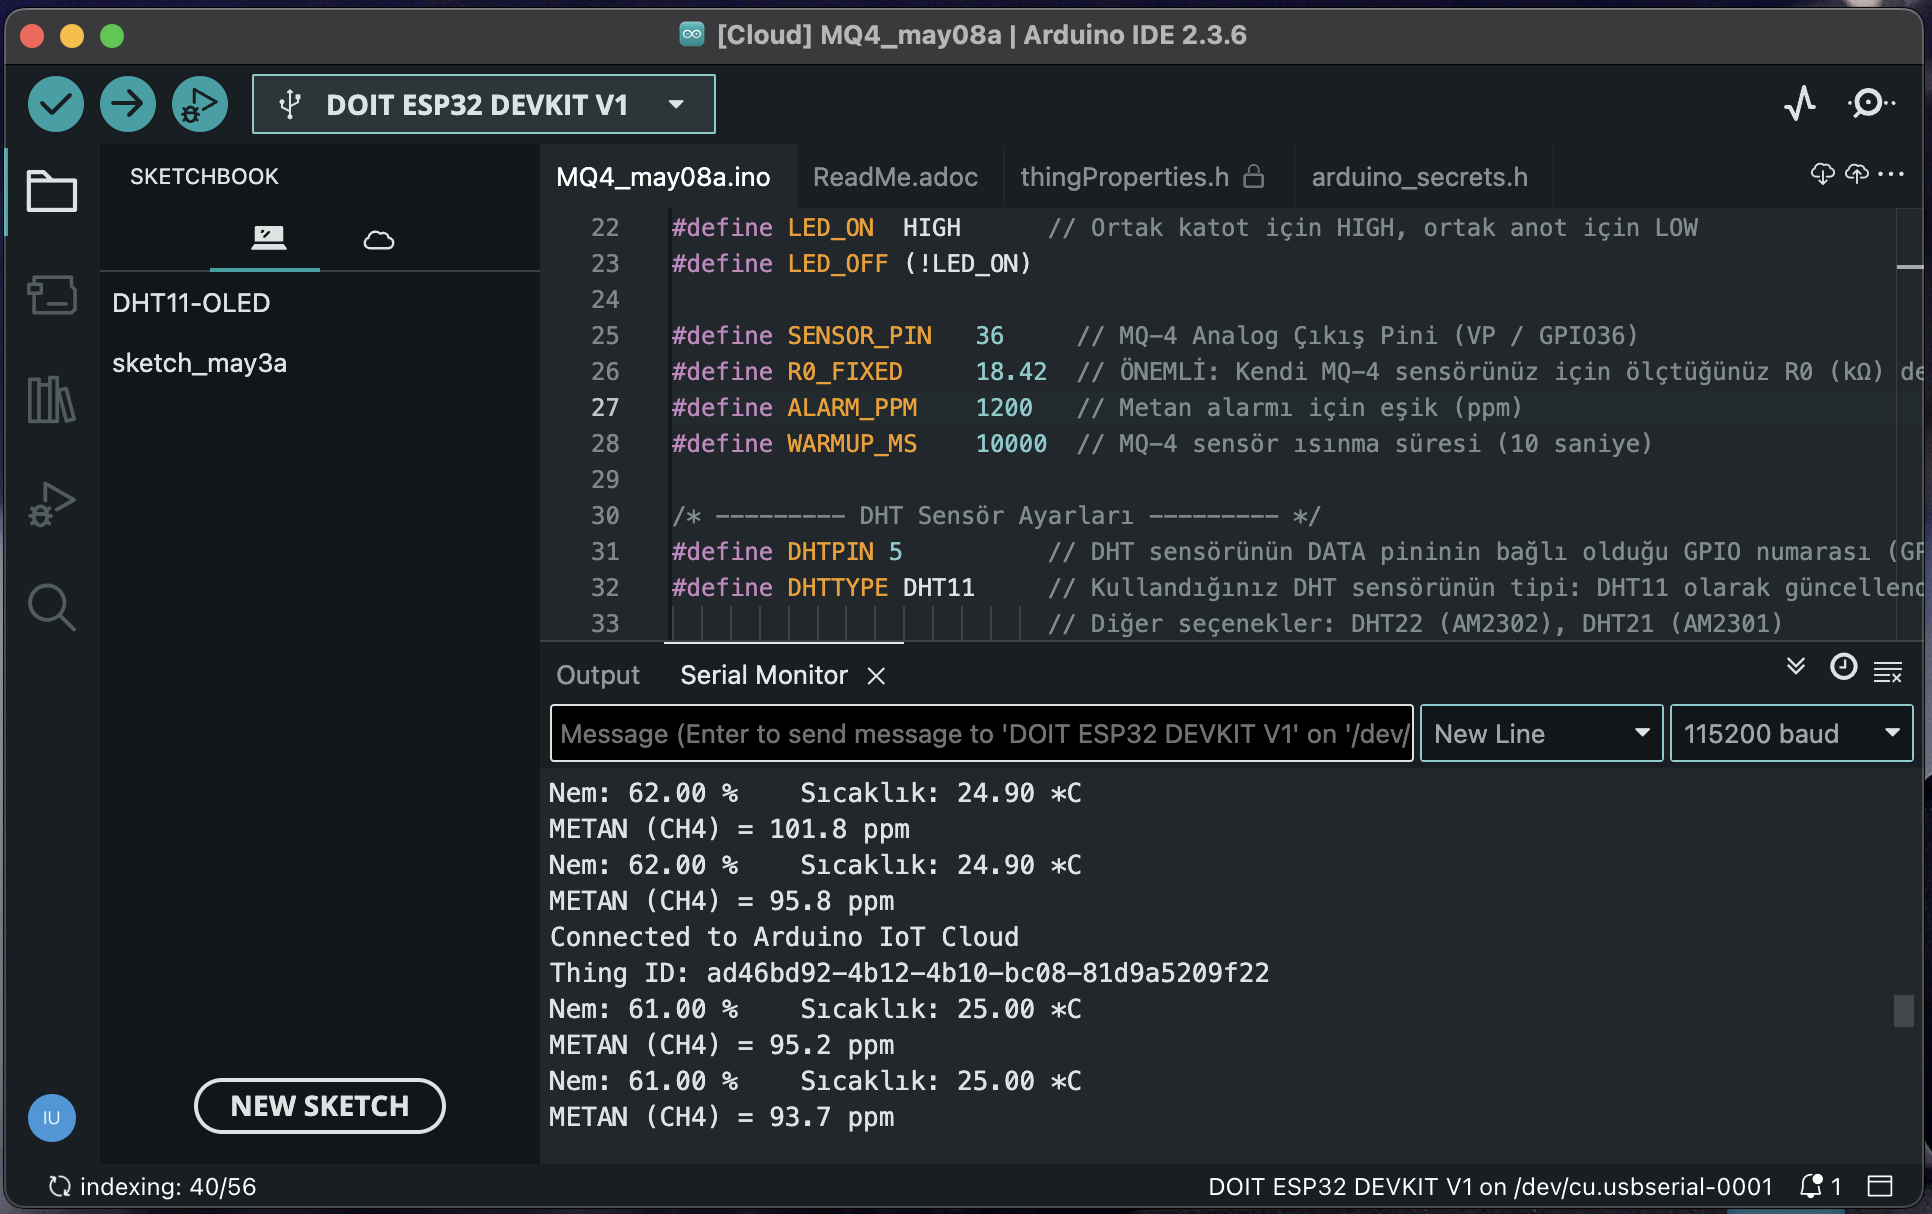 [Cloud] MQ4_may08a | Arduino IDE 2.3.6
DOIT ESP32 DEVKIT V1
SKETCHBOOK
DHT11-OLED
sketch_may3a
NEW SKETCH
IU
MQ4_may08a.ino ReadMe.adoc thingProperties.h arduino_secrets.h
22 #define LED_ON HIGH // Ortak katot için HIGH, ortak anot için LOW
23 #define LED_OFF (!LED_ON)
24
25 #define SENSOR_PIN 36 // MQ-4 Analog Çıkış Pini (VP / GPIO36)
26 #define R0_FIXED 18.42 // ÖNEMLİ: Kendi MQ-4 sensörünüz için ölçtüğünüz R0 (kΩ) de
27 #define ALARM_PPM 1200 // Metan alarmı için eşik (ppm)
28 #define WARMUP_MS 10000 // MQ-4 sensör ısınma süresi (10 saniye)
29
30 /* --------- DHT Sensör Ayarları --------- */
31 #define DHTPIN 5 // DHT sensörünün DATA pininin bağlı olduğu GPIO numarası (GP
32 #define DHTTYPE DHT11 // Kullandığınız DHT sensörünün tipi: DHT11 olarak güncellend
33 // Diğer seçenekler: DHT22 (AM2302), DHT21 (AM2301)
Output Serial Monitor
Message (Enter to send message to 'DOIT ESP32 DEVKIT V1' on '/dev/ New Line 115200 baud
Nem: 62.00 % Sıcaklık: 24.90 *C
METAN (CH4) = 101.8 ppm
Nem: 62.00 % Sıcaklık: 24.90 *C
METAN (CH4) = 95.8 ppm
Connected to Arduino IoT Cloud
Thing ID: ad46bd92-4b12-4b10-bc08-81d9a5209f22
Nem: 61.00 % Sıcaklık: 25.00 *C
METAN (CH4) = 95.2 ppm
Nem: 61.00 % Sıcaklık: 25.00 *C
METAN (CH4) = 93.7 ppm
indexing: 40/56 DOIT ESP32 DEVKIT V1 on /dev/cu.usbserial-0001 1